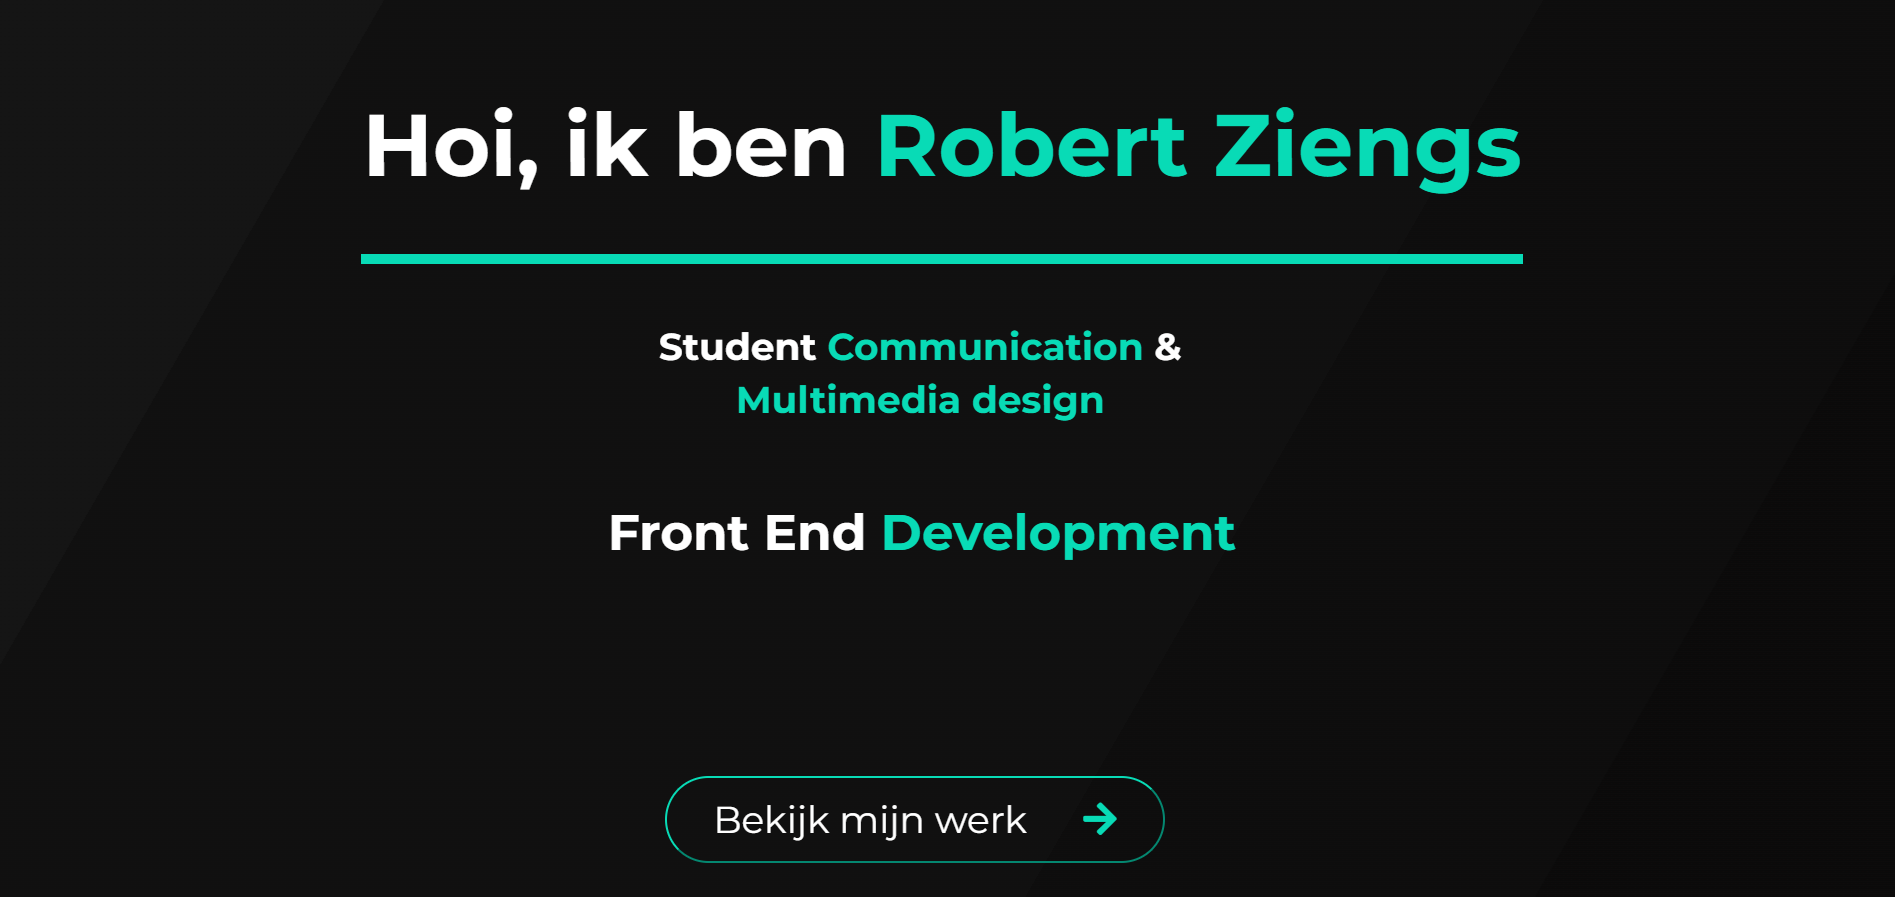 Hoi, ik ben Robert Ziengs
Student Communication &
Multimedia design
Front End Development
Bekijk mijn werk